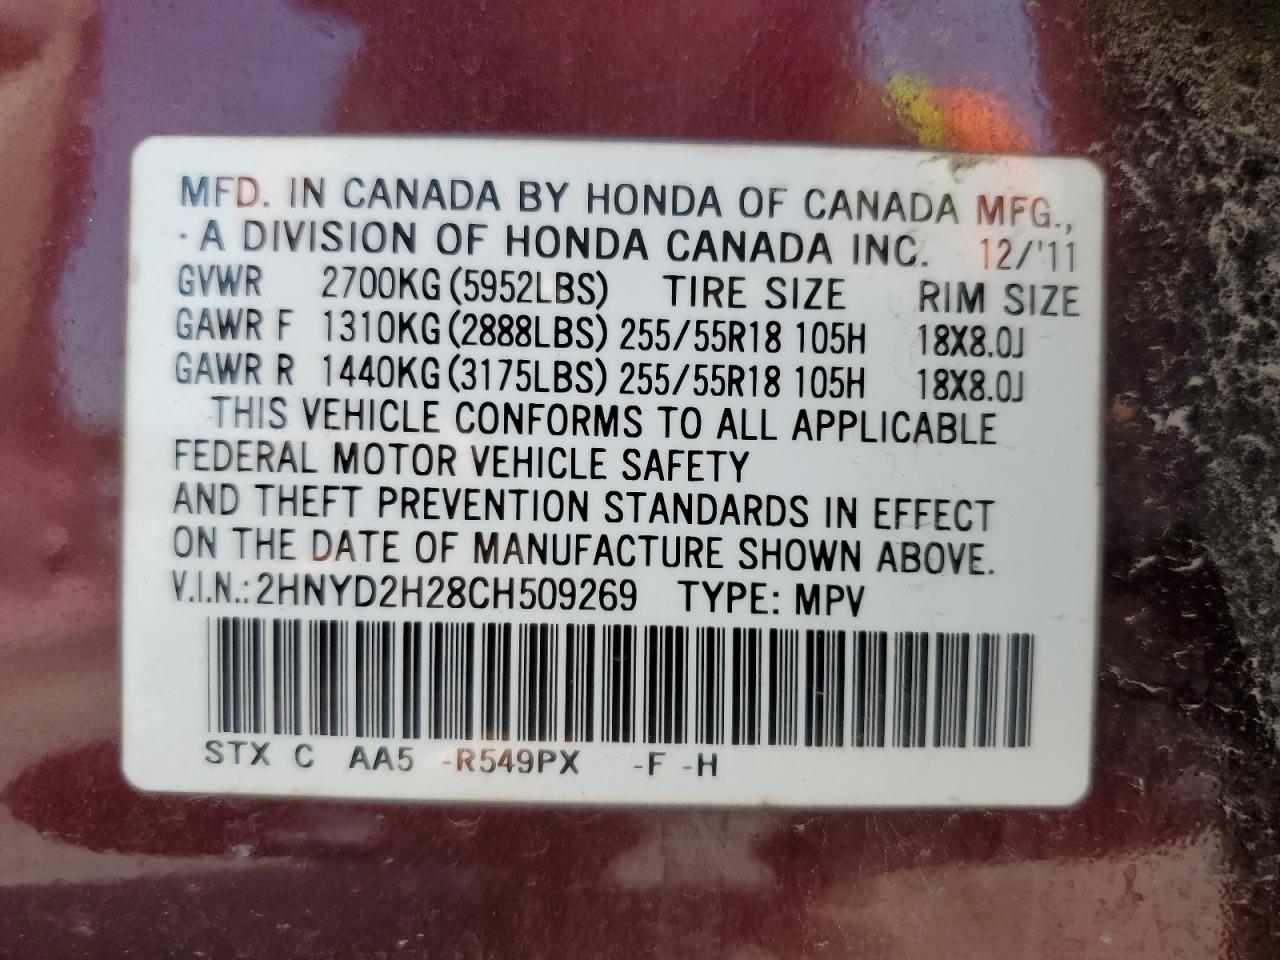 MFD. IN CANADA BY HONDA OF CANADA MFG.,
· A DIVISION OF HONDA CANADA INC. 12/'11
GVWR 2700KG (5952LBS) TIRE SIZE RIM SIZE
GAWR F 1310KG (2888LBS) 255/55R18 105H 18X8.0J
GAWR R 1440KG (3175LBS) 255/55R18 105H 18X8.0J
THIS VEHICLE CONFORMS TO ALL APPLICABLE
FEDERAL MOTOR VEHICLE SAFETY
AND THEFT PREVENTION STANDARDS IN EFFECT
ON THE DATE OF MANUFACTURE SHOWN ABOVE.
V.I.N.: 2HNYD2H28CH509269 TYPE: MPV
STX C AA5 -R549PX -F -H